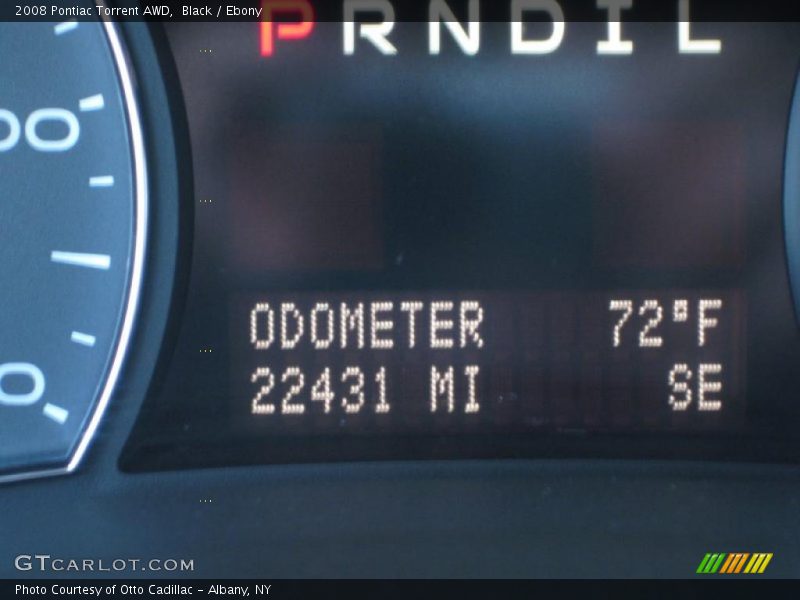 2008 Pontiac Torrent AWD,  Black / Ebony
P R N D I L
ODOMETER 72°F
22431 MI SE
GTCARLOT.COM
Photo Courtesy of Otto Cadillac - Albany, NY